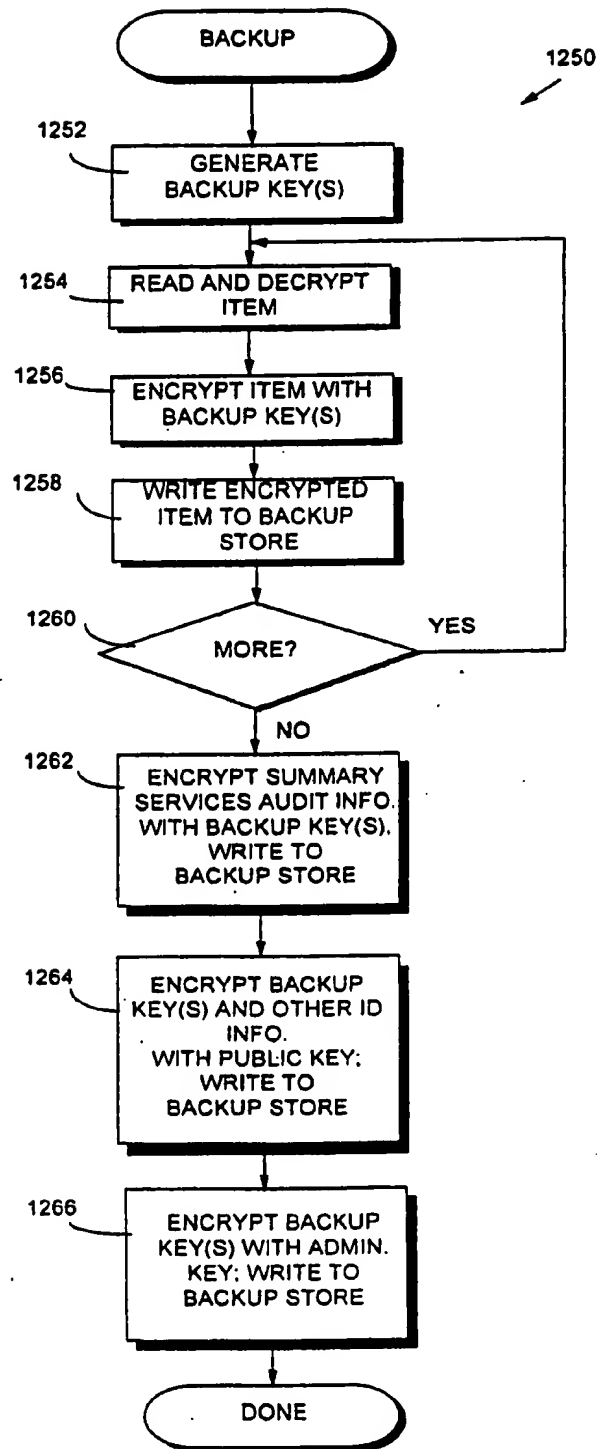 BACKUP
1250
1252
GENERATE
BACKUP KEY(S)
1254
READ AND DECRYPT
ITEM
1256
ENCRYPT ITEM WITH
BACKUP KEY(S)
1258
WRITE ENCRYPTED
ITEM TO BACKUP
STORE
1260
MORE?
YES
NO
1262
ENCRYPT SUMMARY
SERVICES AUDIT INFO.
WITH BACKUP KEY(S),
WRITE TO
BACKUP STORE
1264
ENCRYPT BACKUP
KEY(S) AND OTHER ID
INFO.
WITH PUBLIC KEY;
WRITE TO
BACKUP STORE
1266
ENCRYPT BACKUP
KEY(S) WITH ADMIN.
KEY; WRITE TO
BACKUP STORE
DONE